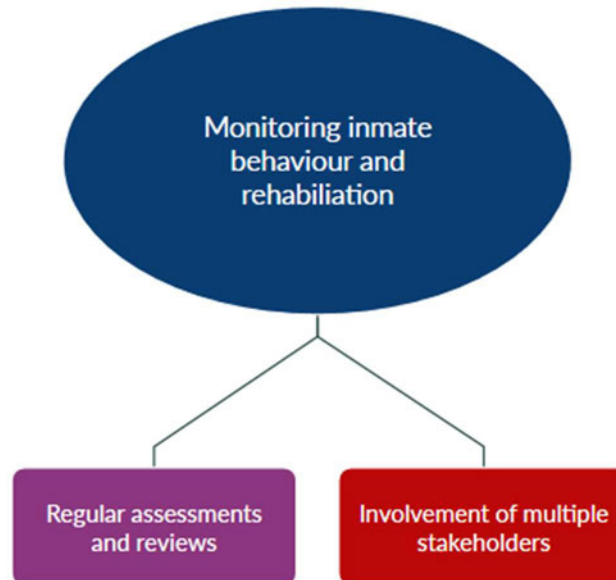 Monitoring inmate
behaviour and
rehabiliation
Regular assessments
and reviews
Involvement of multiple
stakeholders